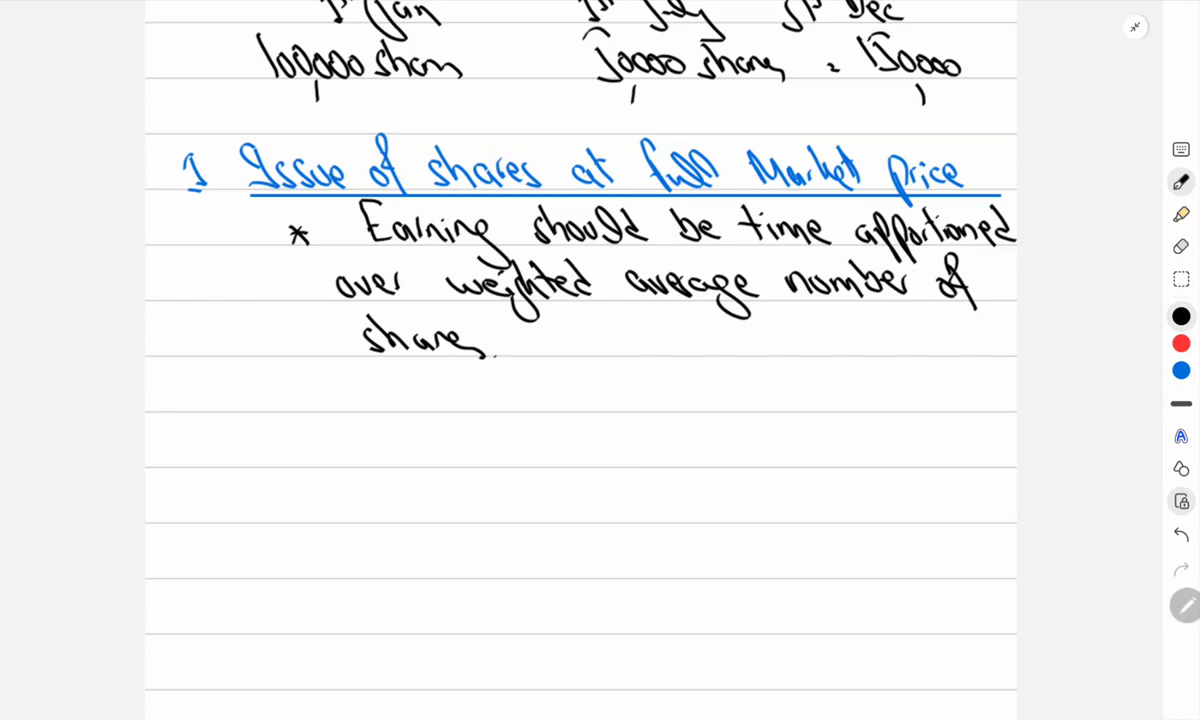 1st Jan 1st July 31st Dec
100000 shares 50000 shares = 150000
1 Issue of shares at full Market price
* Earning should be time apportioned
over weighted average number of
shares.
A